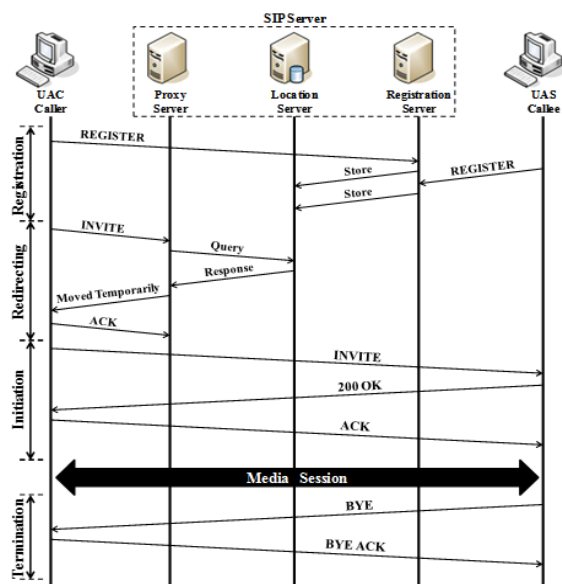 SIP Server
UAC
Caller
Proxy
Server
Location
Server
Registration
Server
UAS
Callee
Registration
REGISTER
Store
REGISTER
Store
Redirecting
INVITE
Query
Response
Moved Temporarily
ACK
Initiation
INVITE
200 OK
ACK
Media Session
Termination
BYE
BYE ACK